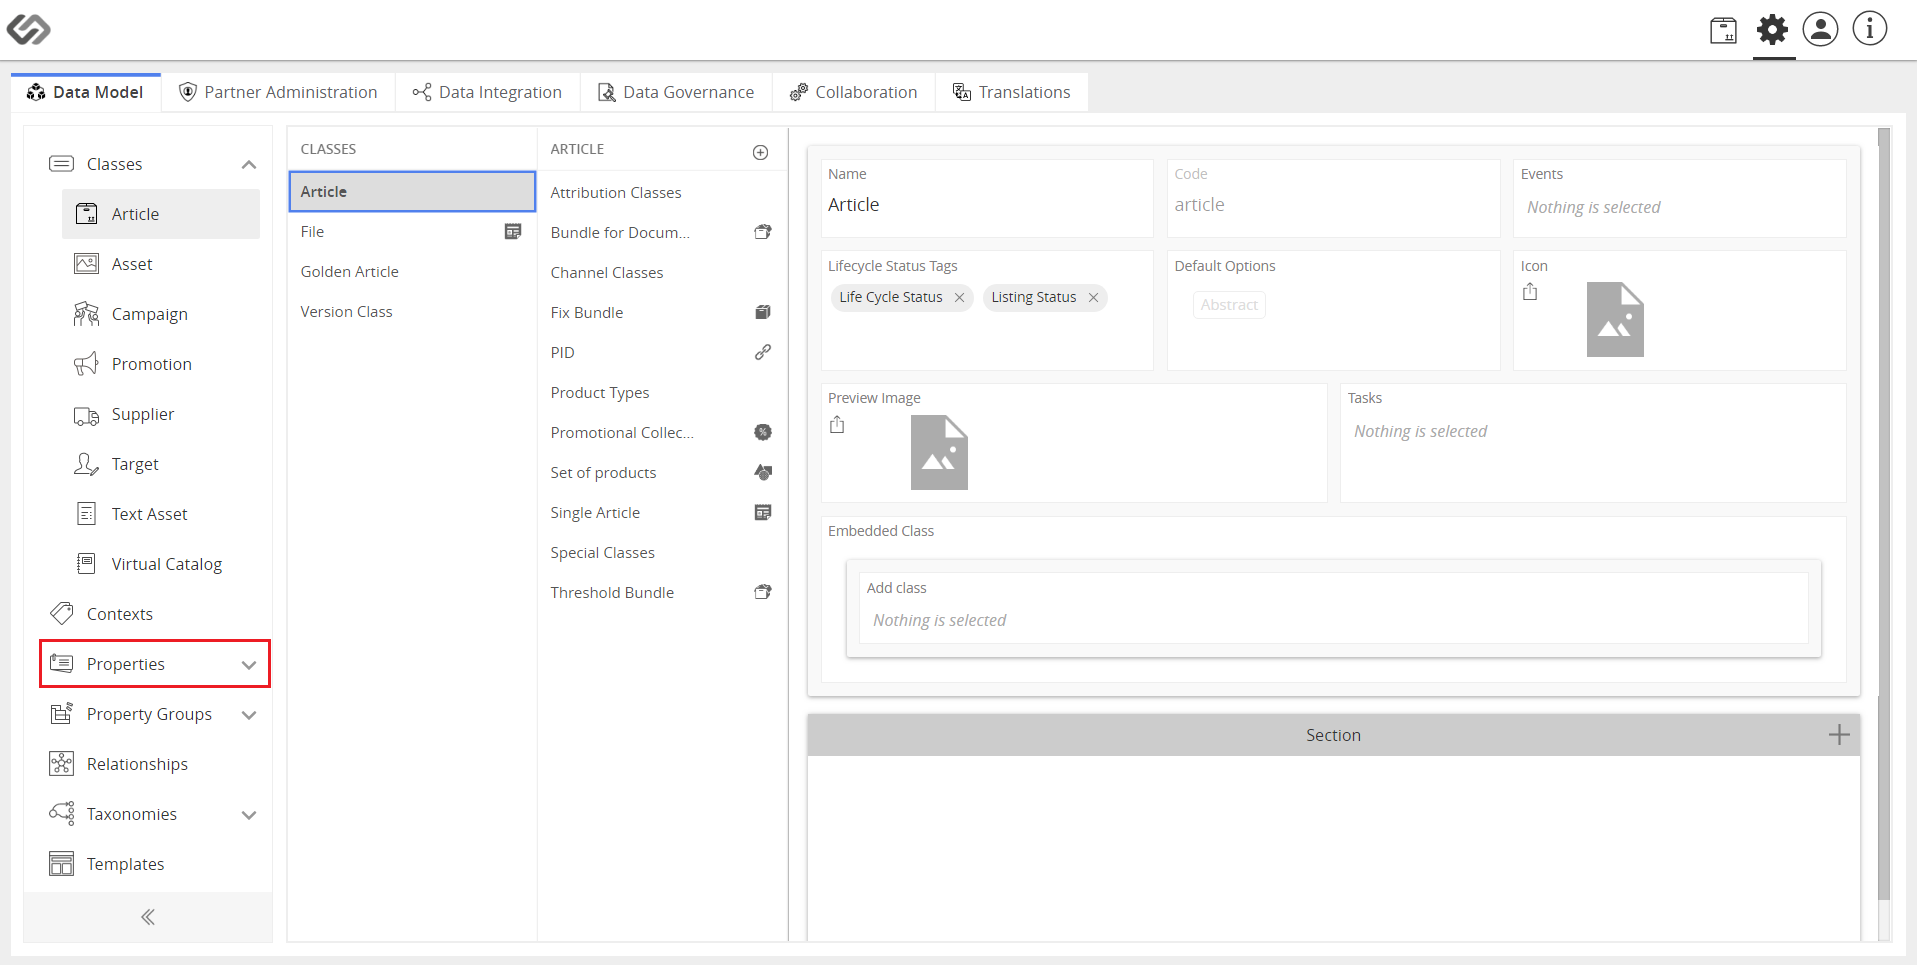 Data Model
Partner Administration
Data Integration
Data Governance
Collaboration
Translations
Classes
Article
Asset
Campaign
Promotion
Supplier
Target
Text Asset
Virtual Catalog
Contexts
Properties
Property Groups
Relationships
Taxonomies
Templates
CLASSES
Article
File
Golden Article
Version Class
ARTICLE
Attribution Classes
Bundle for Docum...
Channel Classes
Fix Bundle
PID
Product Types
Promotional Collec...
Set of products
Single Article
Special Classes
Threshold Bundle
Name
Article
Code
article
Events
Nothing is selected
Lifecycle Status Tags
Life Cycle Status
Listing Status
Default Options
Abstract
Icon
Preview Image
Tasks
Nothing is selected
Embedded Class
Add class
Nothing is selected
Section